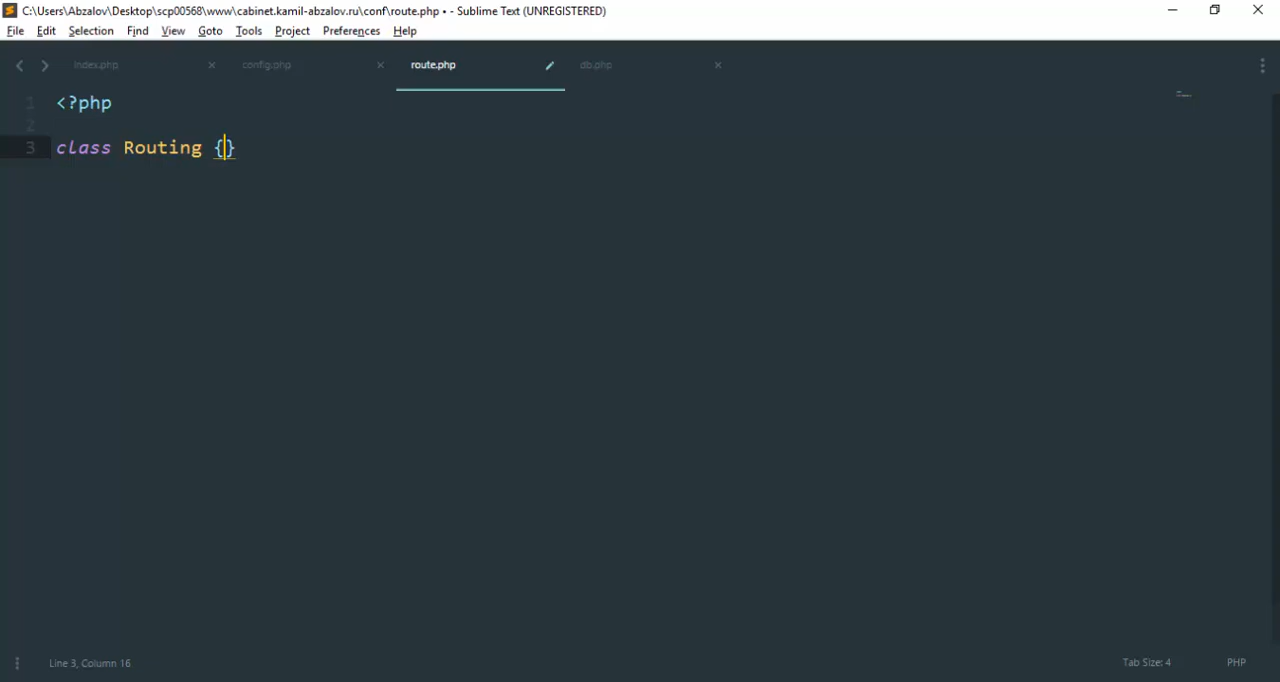 C:\Users\Abzalov\Desktop\scp00568\www\cabinet.kamil-abzalov.ru\conf\route.php • - Sublime Text (UNREGISTERED)
File Edit Selection Find View Goto Tools Project Preferences Help
index.php config.php route.php db.php
1 <?php
2
3 class Routing {}
Line 3, Column 16 Tab Size: 4 PHP